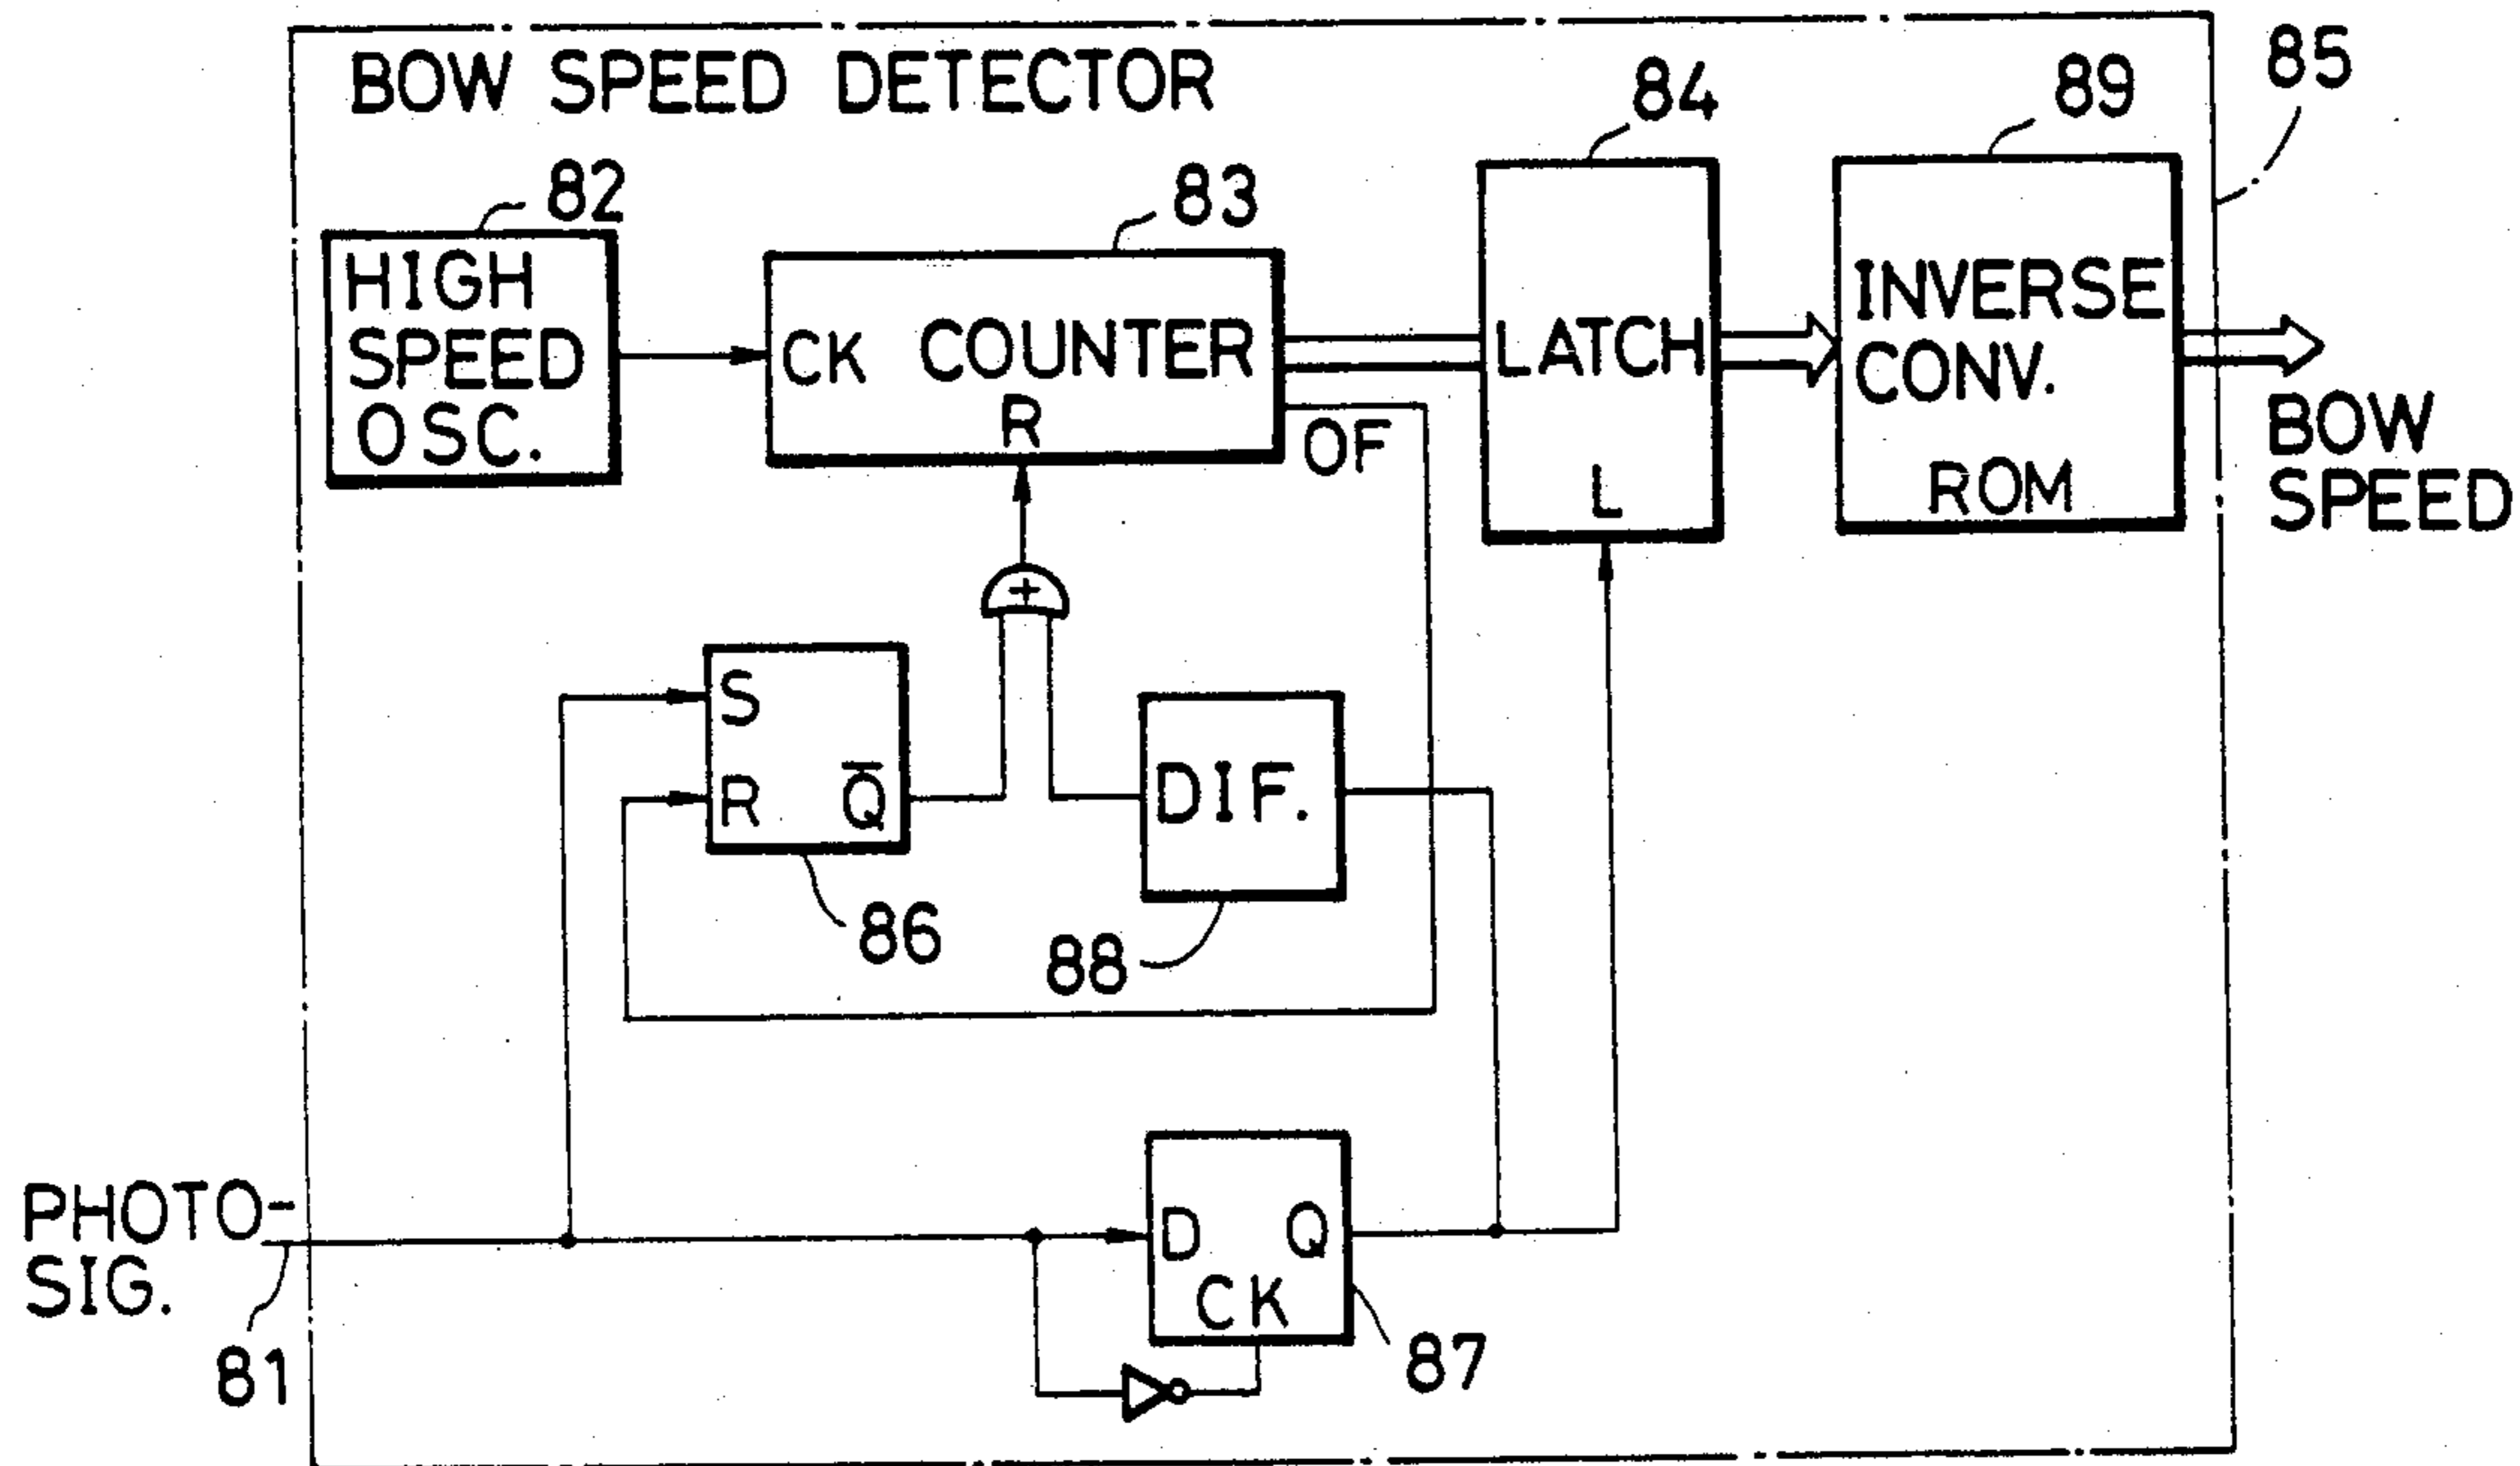 BOW SPEED DETECTOR
85
84
89
82
83
HIGH
SPEED
OSC.
CK COUNTER
R
OF
LATCH
L
INVERSE
CONV.
ROM
BOW
SPEED
+
S
R Q̅
DIF.
86
88
PHOTO-
SIG.
81
D Q
CK
87